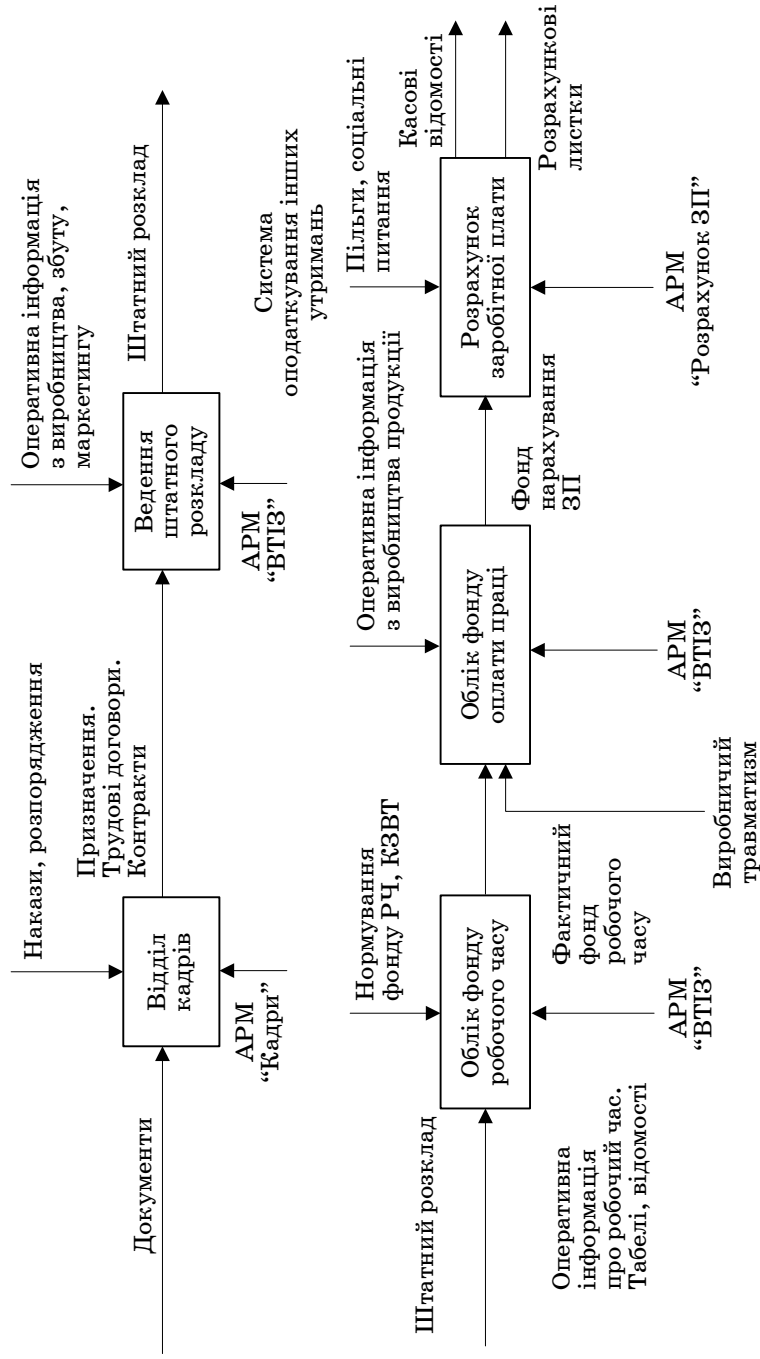 Документи
Накази, розпорядження
Відділ
кадрів
АРМ
“Кадри”
Призначення.
Трудові договори.
Контракти
Оперативна інформація
з виробництва, збуту,
маркетингу
Ведення
штатного
розкладу
АРМ
“ВТІЗ”
Штатний розклад
Штатний розклад
Оперативна
інформація
про робочий час.
Табелі, відомості
Нормування
фонду РЧ, КЗВТ
Облік фонду
робочого часу
АРМ
“ВТІЗ”
Фактичний
фонд
робочого
часу
Виробничий
травматизм
Оперативна інформація
з виробництва продукції
Облік фонду
оплати праці
АРМ
“ВТІЗ”
Фонд
нарахування
ЗП
Система
оподаткування інших
утримань
Пільги, соціальні
питання
Розрахунок
заробітної плати
АРМ
“Розрахунок ЗП”
Касові
відомості
Розрахункові
листки